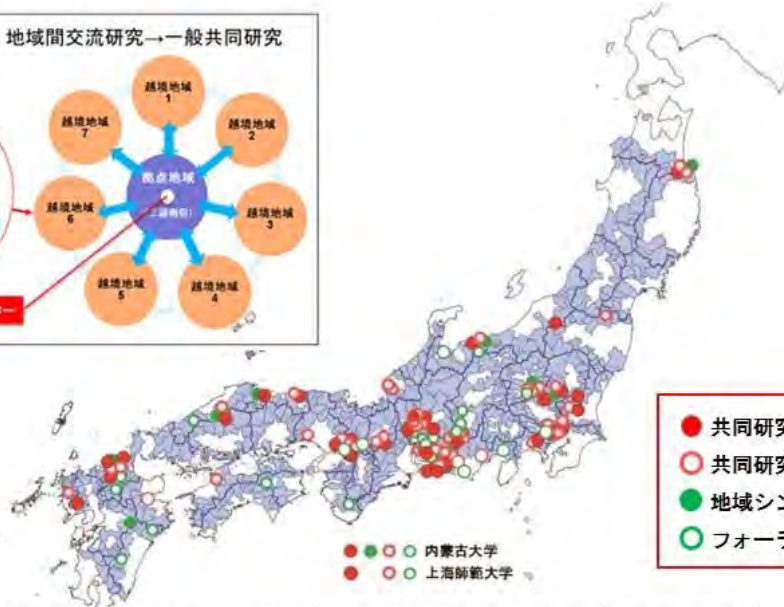 地域間交流研究→一般共同研究
越境地域
1
越境地域
2
越境地域
3
越境地域
4
越境地域
5
越境地域
6
越境地域
7
拠点地域
内蒙古大学
上海師範大学
共同研究
共同研究
地域シン
フォー